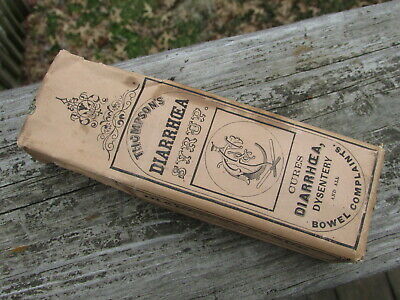 THOMPSON'S
DIARRHŒA
SYRUP.
CURES
DIARRHŒA,
DYSENTERY
AND ALL
BOWEL COMPLAINTS.